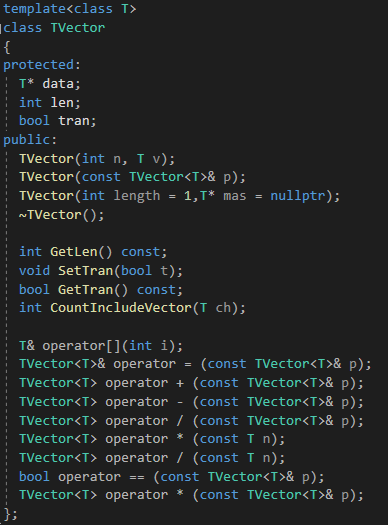 template<class T>
class TVector
{
protected:
T* data;
int len;
bool tran;
public:
TVector(int n, T v);
TVector(const TVector<T>& p);
TVector(int length = 1,T* mas = nullptr);
~TVector();
int GetLen() const;
void SetTran(bool t);
bool GetTran() const;
int CountIncludeVector(T ch);
T& operator[](int i);
TVector<T>& operator = (const TVector<T>& p);
TVector<T> operator + (const TVector<T>& p);
TVector<T> operator - (const TVector<T>& p);
TVector<T> operator / (const TVector<T>& p);
TVector<T> operator * (const T n);
TVector<T> operator / (const T n);
bool operator == (const TVector<T>& p);
TVector<T> operator * (const TVector<T>& p);
};